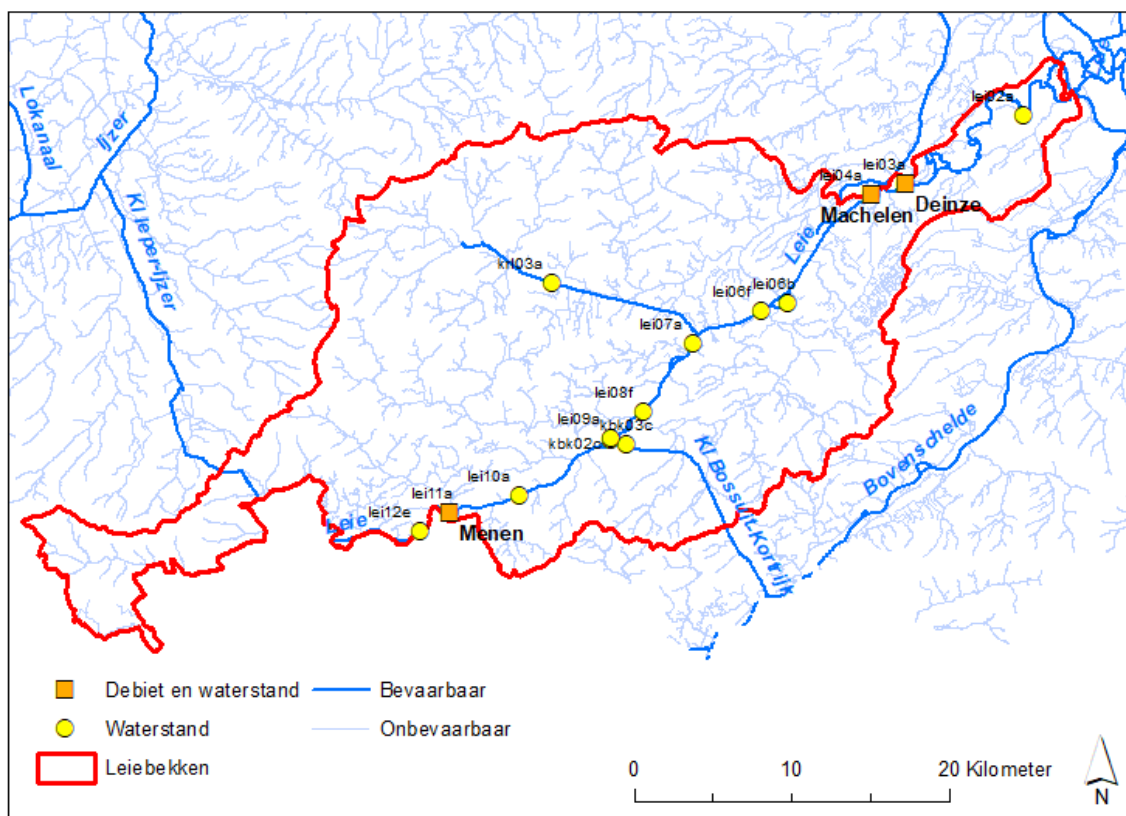 lei02a
Lokanaal
Ijzer
lei03a
lei04a
Deinze
Machelen
Kl Ieper-Ijzer
Leie
krl03a
lei06b
lei06f
lei07a
lei08f
lei09a
kbk03c
kbk02c
Kl Bossuit-Kortrijk
Bovenschelde
lei10a
lei11a
lei12e
Leie
Menen
Debiet en waterstand
Bevaarbaar
Waterstand
Onbevaarbaar
Leiebekken
0 10 20 Kilometer
N